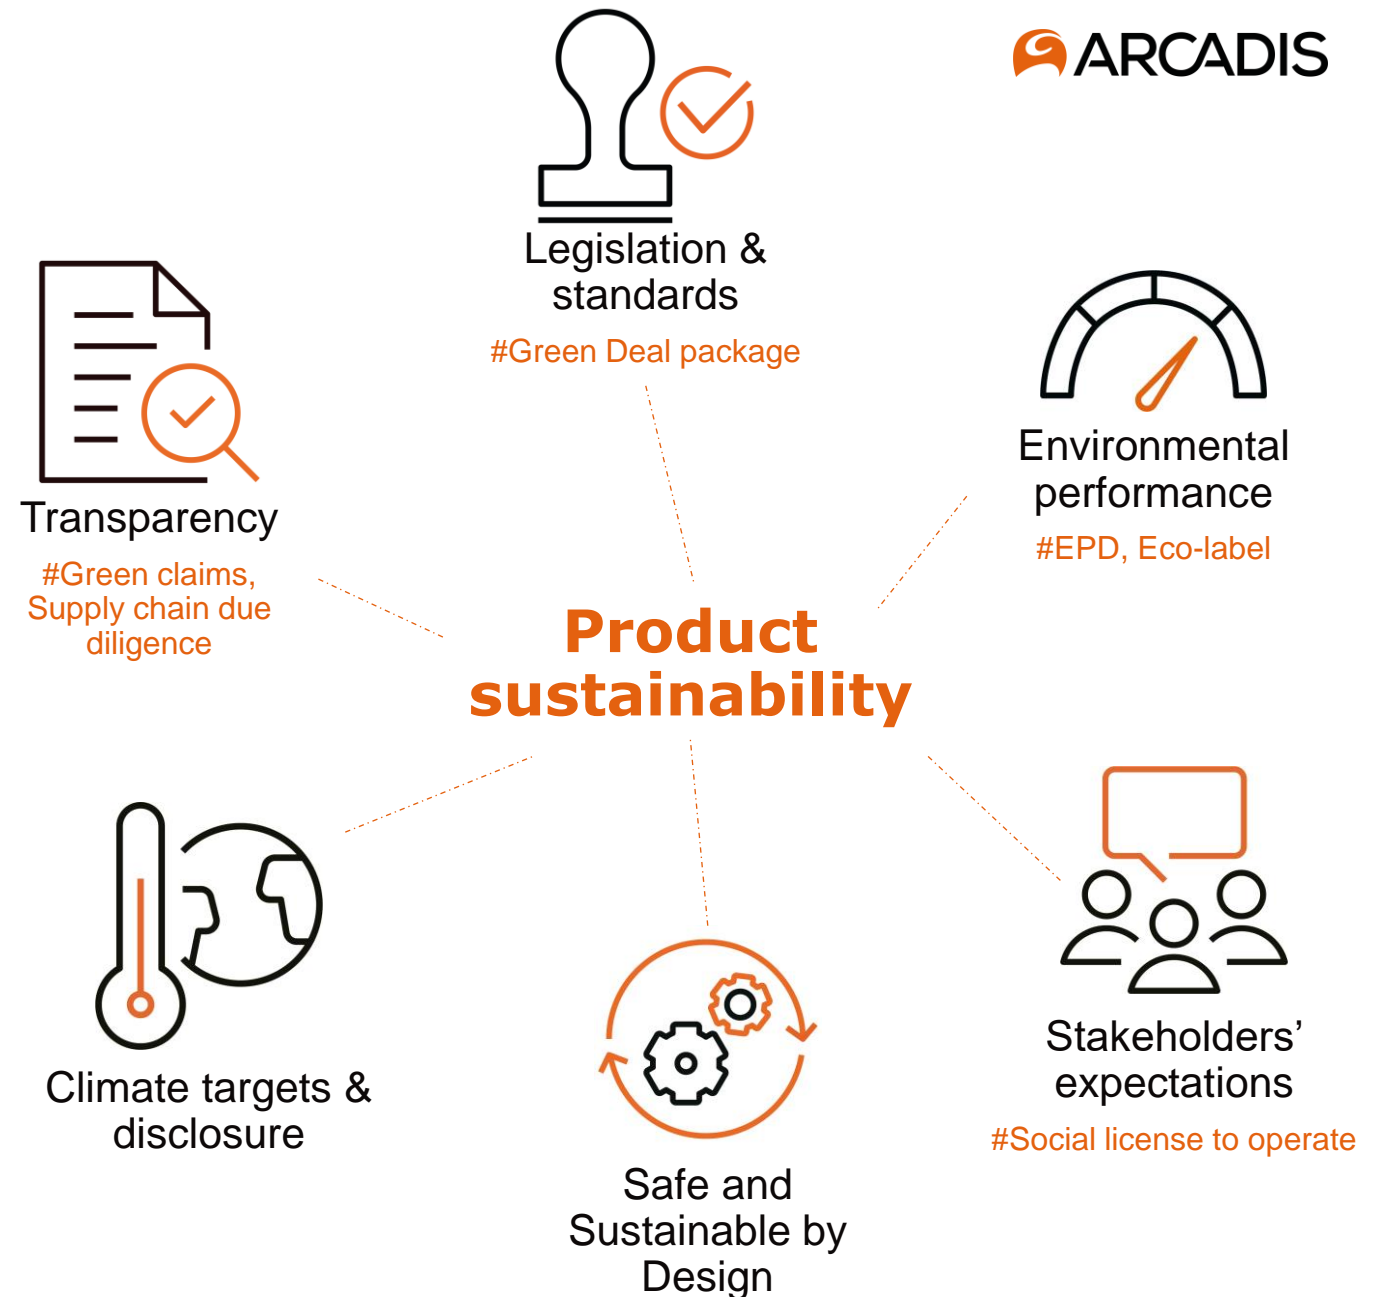 ARCADIS
Legislation &
standards
#Green Deal package
Transparency
#Green claims,
Supply chain due
diligence
Environmental
performance
#EPD, Eco-label
Product
sustainability
Climate targets &
disclosure
Safe and
Sustainable by
Design
Stakeholders’
expectations
#Social license to operate